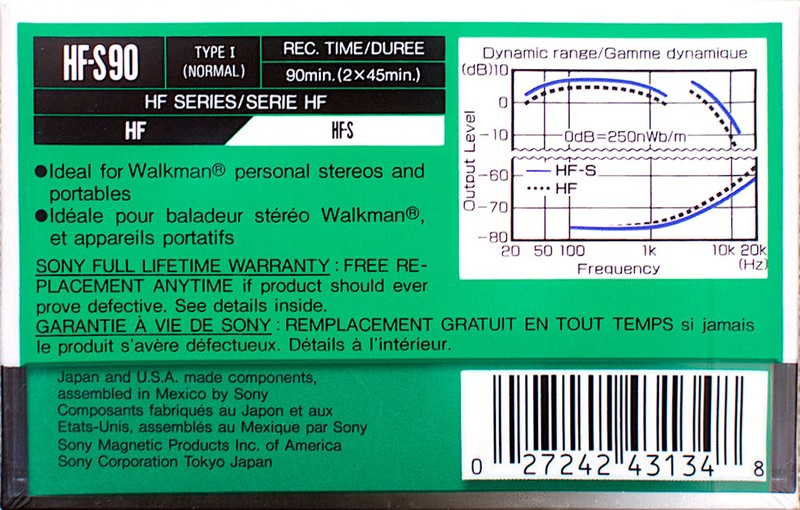 HF-S90
TYPE I
(NORMAL)
REC. TIME/DUREE
90min. (2×45min.)
HF SERIES/SERIE HF
HF
HF-S
●Ideal for Walkman® personal stereos and
portables
●Idéale pour baladeur stéréo Walkman®,
et appareils portatifs
SONY FULL LIFETIME WARRANTY : FREE RE-
PLACEMENT ANYTIME if product should ever
prove defective. See details inside.
GARANTIE À VIE DE SONY : REMPLACEMENT GRATUIT EN TOUT TEMPS si jamais
le produit s'avère défectueux. Détails à l'intérieur.
Dynamic range/Gamme dynamique
(dB)10
0
-10
0dB=250nWb/m
-60
-70
-80
Output Level
HF-S
HF
20 50 100 1k 10k 20k
Frequency (Hz)
Japan and U.S.A. made components,
assembled in Mexico by Sony
Composants fabriqués au Japon et aux
Etats-Unis, assemblés au Mexique par Sony
Sony Magnetic Products Inc. of America
Sony Corporation Tokyo Japan
0 27242 43134 8